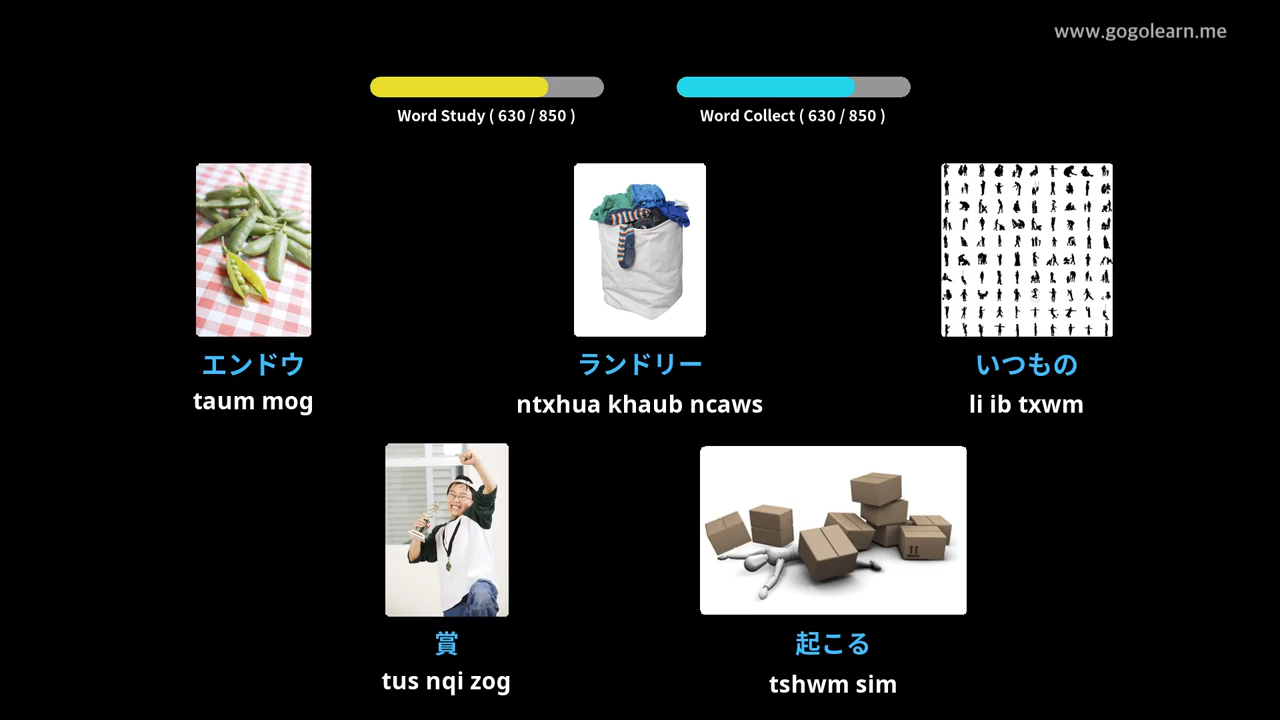 www.gogolearn.me
Word Study ( 630 / 850 )
Word Collect ( 630 / 850 )
エンドウ
taum mog
ランドリー
ntxhua khaub ncaws
いつもの
li ib txwm
賞
tus nqi zog
起こる
tshwm sim